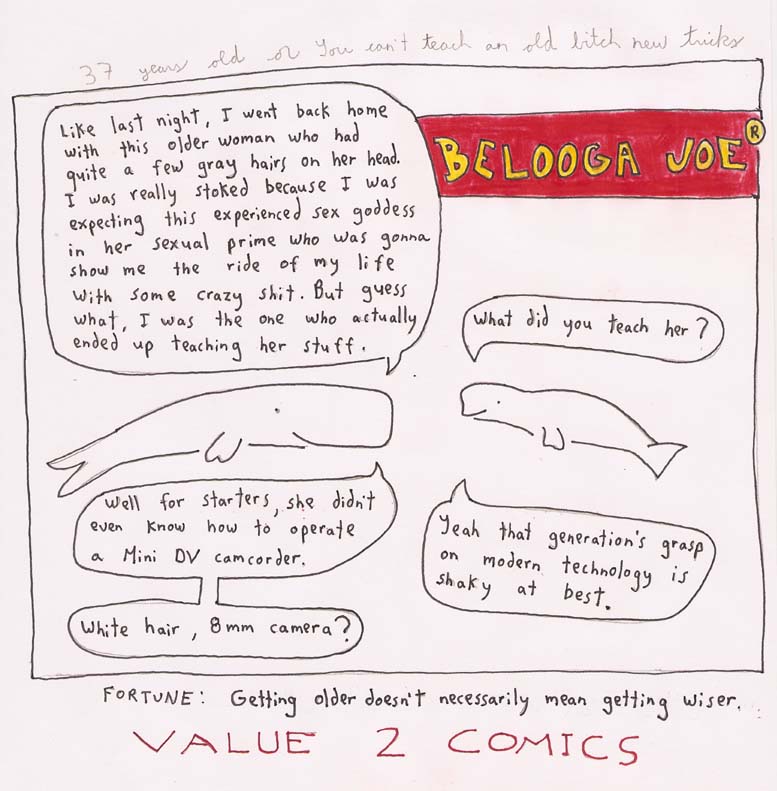 37 years old or You can't teach an old bitch new tricks
Like last night, I went back home
with this older woman who had
quite a few gray hairs on her head.
I was really stoked because I was
expecting this experienced sex goddess
in her sexual prime who was gonna
show me the ride of my life
with some crazy shit. But guess
what, I was the one who actually
ended up teaching her stuff.
BELOOGA JOE®
What did you teach her?
Well for starters, she didn't
even know how to operate
a Mini DV camcorder.
White hair, 8mm camera?
Yeah that generation's grasp
on modern technology is
shaky at best.
FORTUNE: Getting older doesn't necessarily mean getting wiser.
VALUE 2 COMICS